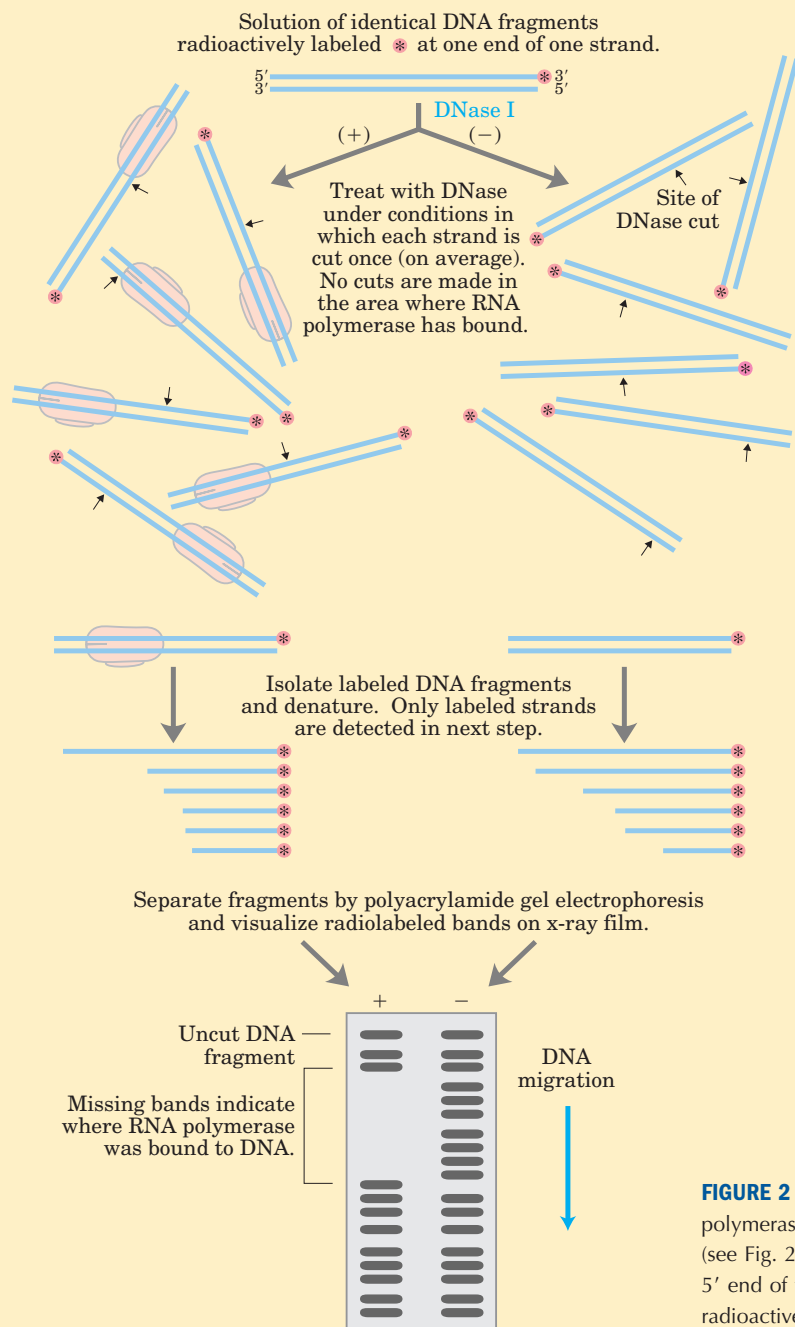 Solution of identical DNA fragments
radioactively labeled * at one end of one strand.
5′ * 3′
3′ 5′
DNase I
(+) (−)
Treat with DNase
under conditions in
which each strand is
cut once (on average).
No cuts are made in
the area where RNA
polymerase has bound.
Site of
DNase cut
Isolate labeled DNA fragments
and denature. Only labeled strands
are detected in next step.
Separate fragments by polyacrylamide gel electrophoresis
and visualize radiolabeled bands on x-ray film.
+ −
Uncut DNA
fragment
Missing bands indicate
where RNA polymerase
was bound to DNA.
DNA
migration
FIGURE 2
polymeras
(see Fig. 2
5′ end of
radioactive